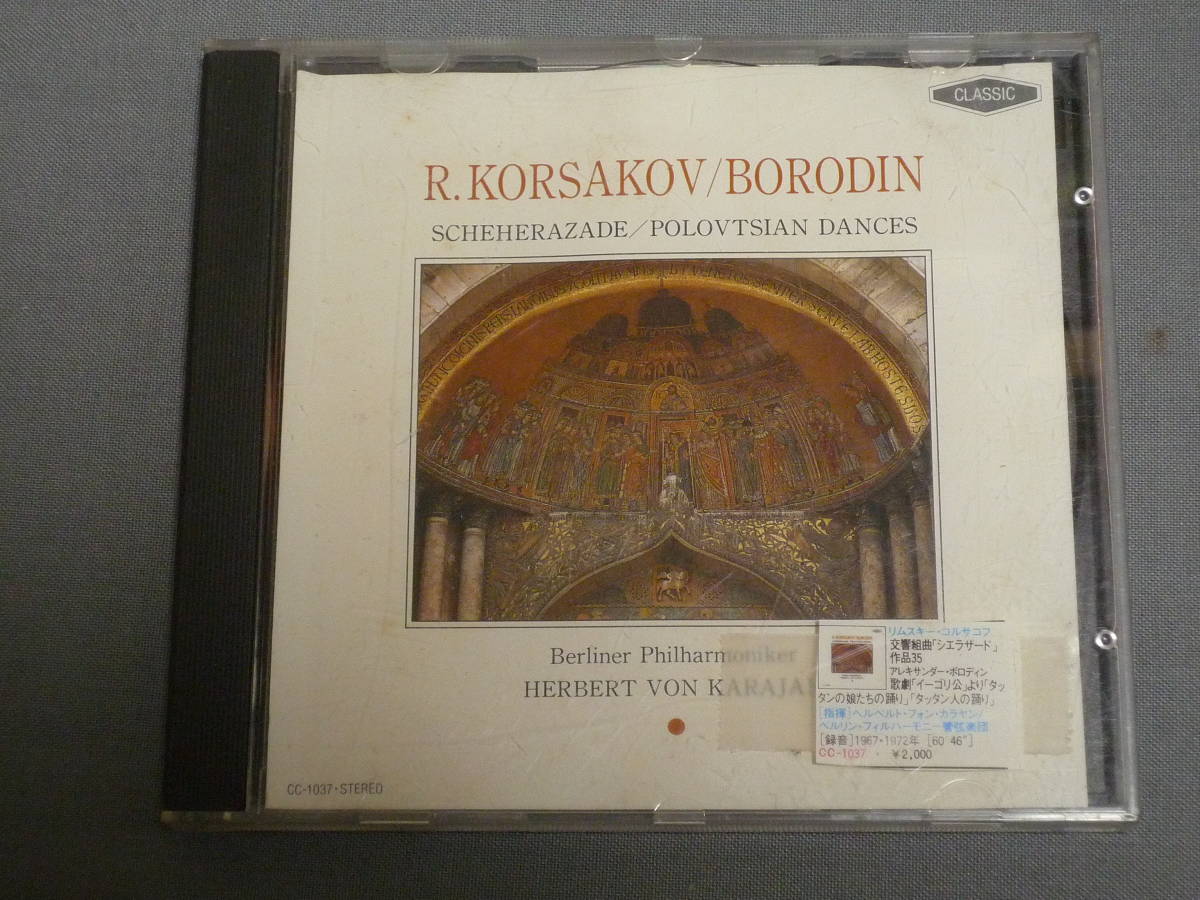 CLASSIC
R.KORSAKOV/BORODIN
SCHEHERAZADE/POLOVTSIAN DANCES
Berliner Philharmoniker
HERBERT VON KARAJAN
CC-1037・STEREO
リムスキー・コルサコフ
交響組曲「シエラザード」
作品35
アレキサンダー・ボロディン
歌劇「イーゴリ公」より「タッ
タンの娘たちの踊り」「タッタン人の踊り」
[指揮]ヘルベルト・フォン・カラヤン/
ベルリン・フィルハーモニー管弦楽団
[録音]1967・1972年 [60′46″]
CC-1037 ・ ￥2,000